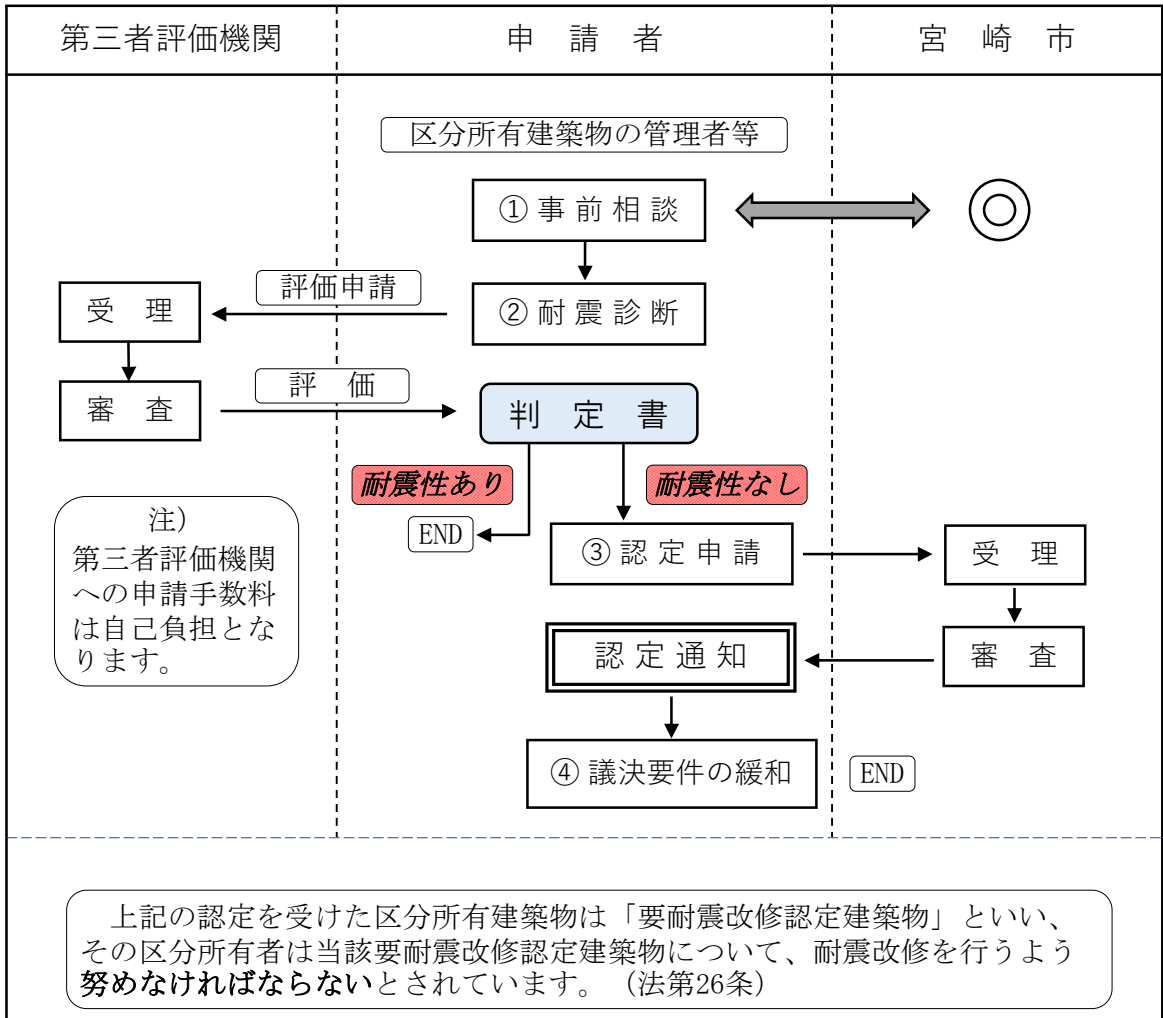 第三者評価機関
申請者
宮崎市
区分所有建築物の管理者等
①事前相談
評価申請
受理
②耐震診断
評価
審査
判定書
耐震性あり
耐震性なし
END
注）
第三者評価機関
への申請手数料
は自己負担とな
ります。
③認定申請
受理
認定通知
審査
④議決要件の緩和
END
上記の認定を受けた区分所有建築物は「要耐震改修認定建築物」といい、
その区分所有者は当該要耐震改修認定建築物について、耐震改修を行うよう
努めなければならないとされています。（法第26条）